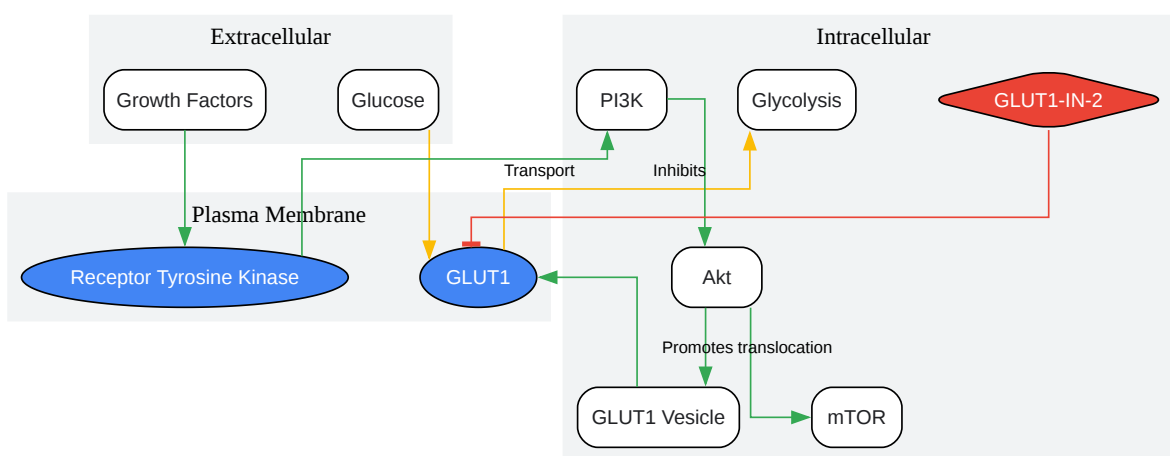 Extracellular
Intracellular
Growth Factors
Glucose
PI3K
Glycolysis
GLUT1-IN-2
Transport
Inhibits
Plasma Membrane
Receptor Tyrosine Kinase
GLUT1
Akt
Promotes translocation
GLUT1 Vesicle
mTOR